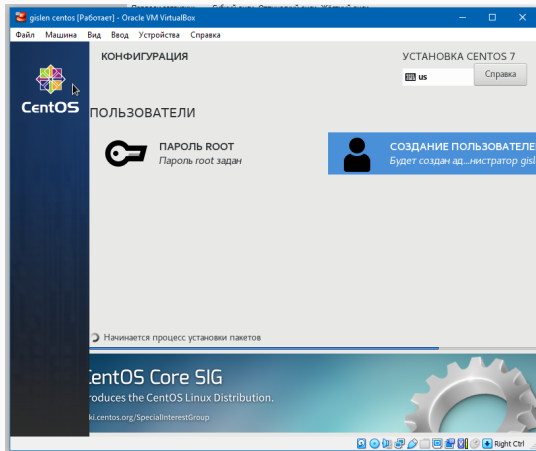 gislen centos [Работает] - Oracle VM VirtualBox
Файл Машина Вид Ввод Устройства Справка
КОНФИГУРАЦИЯ
УСТАНОВКА CENTOS 7
us
Справка
CentOS
ПОЛЬЗОВАТЕЛИ
ПАРОЛЬ ROOT
Пароль root задан
СОЗДАНИЕ ПОЛЬЗОВАТЕЛ
Будет создан ад...нистратор gisl
Начинается процесс установки пакетов
entOS Core SIG
roduces the CentOS Linux Distribution.
ki.centos.org/SpecialInterestGroup
Right Ctrl